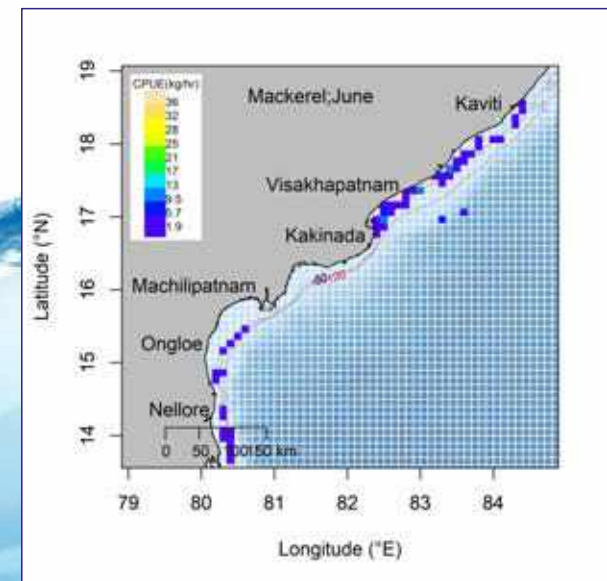 CPUE(kg/hr)
36
32
28
25
21
17
13
9.5
5.7
1.9
Mackerel;June
Kaviti
Visakhapatnam
Kakinada
Machilipatnam
Ongloe
Nellore
-50
-100
0 50 100150 km
19
18
17
16
15
14
Latitude (°N)
79 80 81 82 83 84
Longitude (°E)